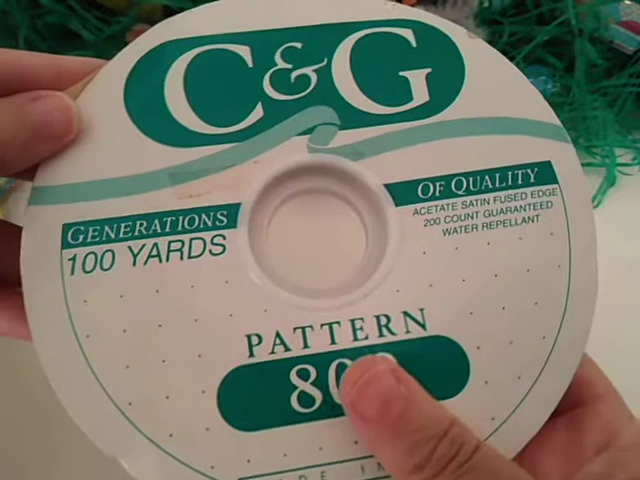 C&G
GENERATIONS
100 YARDS
OF QUALITY
ACETATE SATIN FUSED EDGE
200 COUNT GUARANTEED
WATER REPELLANT
PATTERN